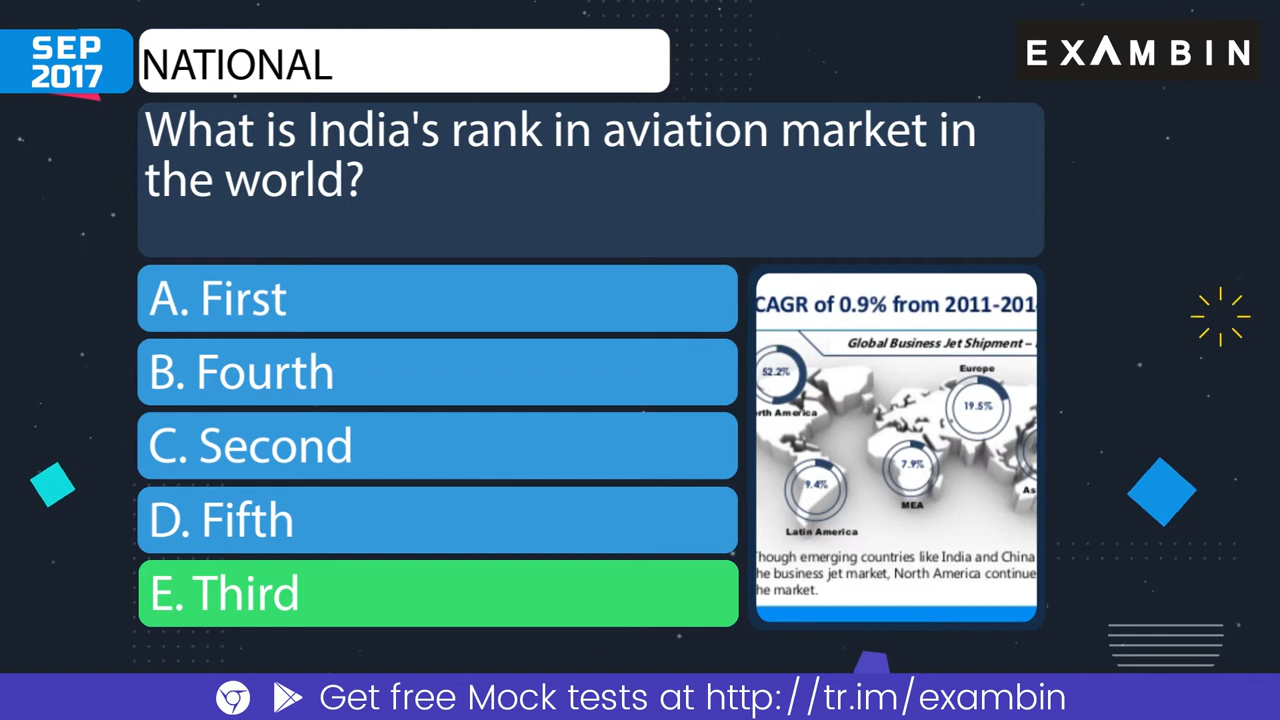 SEP
2017
NATIONAL
EXAMBIN
What is India's rank in aviation market in
the world?
A. First
B. Fourth
C. Second
D. Fifth
E. Third
CAGR of 0.9% from 2011-201
Global Business Jet Shipment –
52.2%
rth America
Europe
19.5%
7.9%
MEA
9.4%
Latin America
As
Though emerging countries like India and China
he business jet market, North America continue
he market.
Get free Mock tests at http://tr.im/exambin